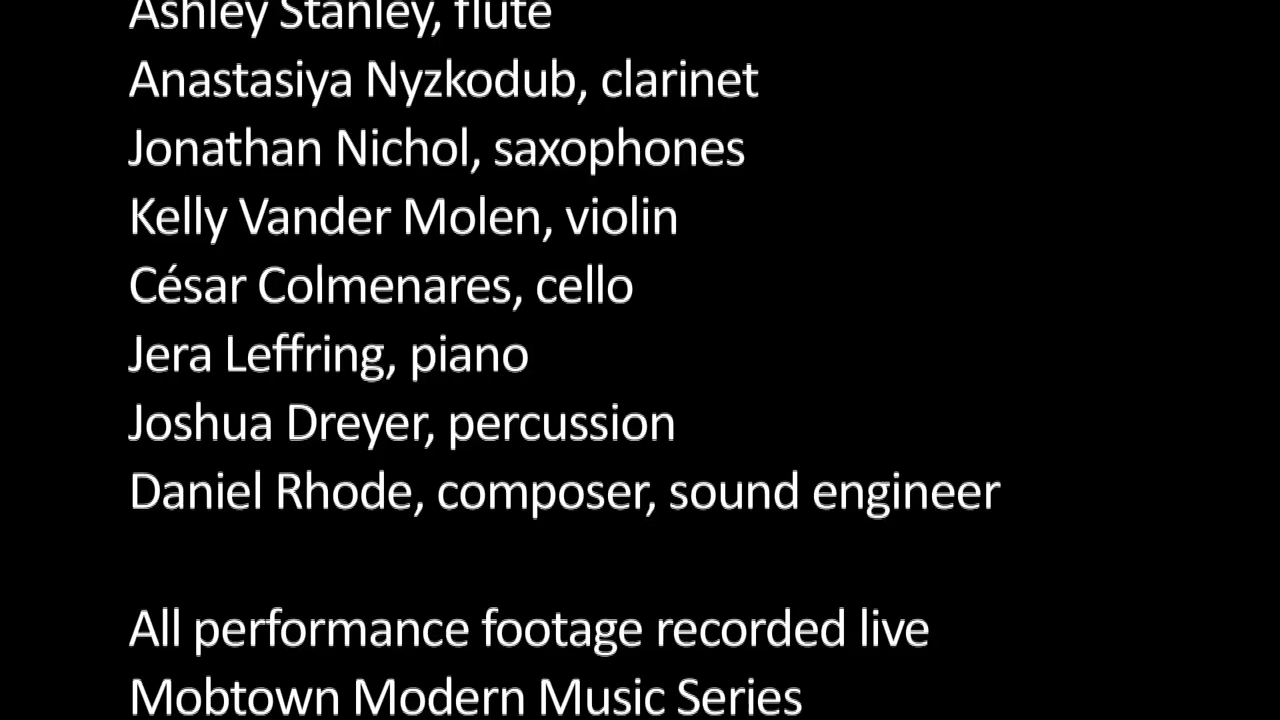 Ashley Stanley, flute
Anastasiya Nyzkodub, clarinet
Jonathan Nichol, saxophones
Kelly Vander Molen, violin
César Colmenares, cello
Jera Leffring, piano
Joshua Dreyer, percussion
Daniel Rhode, composer, sound engineer
All performance footage recorded live
Mobtown Modern Music Series